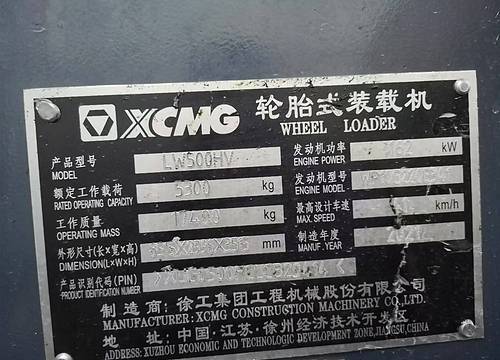 XCMG 轮胎式装载机
WHEEL LOADER
产品型号 LW500HV 发动机功率 162 kW
MODEL ENGINE POWER
额定工作载荷 5300 kg 发动机型号
RATED OPERATING CAPACITY ENGINE MODEL
工作质量 kg 最高设计车速 km/h
OPERATING MASS MAX. SPEED
外形尺寸(长×宽×高) mm 制造年度
DIMENSION(L×W×H) MANUF. YEAR
产品识别代码(PIN)
PRODUCT IDENTIFICATION NUMBER
制造商:徐工集团工程机械股份有限公司
MANUFACTURER: XCMG CONSTRUCTION MACHINERY CO.,LTD.
地址:中国·江苏·徐州经济技术开发区
ADDRESS: XUZHOU ECONOMIC AND TECHNOLOGIC DEVELOPMENT ZONE, JIANGSU, CHINA